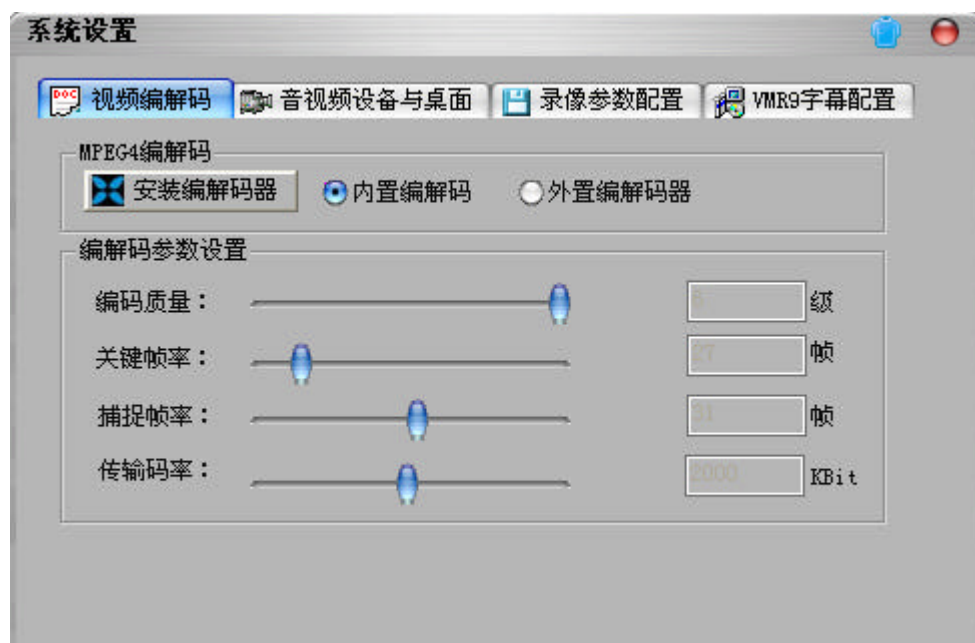 系统设置
DOC 视频编解码 音视频设备与桌面 录像参数配置 VMR9字幕配置
MPEG4编解码
安装编解码器 内置编解码 外置编解码器
编解码参数设置
编码质量： 级
关键帧率： 27 帧
捕捉帧率： 31 帧
传输码率： 2000 KBit